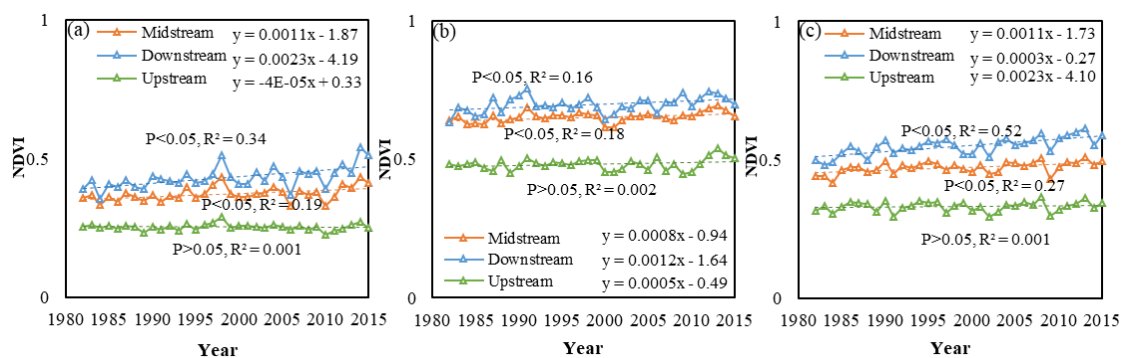 1
(a)
Midstream y = 0.0011x - 1.87
Downstream y = 0.0023x - 4.19
Upstream y = -4E-05x + 0.33
P<0.05, R² = 0.34
NDVI
0.5
P<0.05, R² = 0.19
P>0.05, R² = 0.001
0
1980 1985 1990 1995 2000 2005 2010 2015
Year
1
(b)
P<0.05, R² = 0.16
P<0.05, R² = 0.18
NDVI
0.5
P>0.05, R² = 0.002
Midstream y = 0.0008x - 0.94
Downstream y = 0.0012x - 1.64
Upstream y = 0.0005x - 0.49
0
1980 1985 1990 1995 2000 2005 2010 2015
Year
1
(c)
Midstream y = 0.0011x - 1.73
Downstream y = 0.0003x - 0.27
Upstream y = 0.0023x - 4.10
P<0.05, R² = 0.52
NDVI
0.5
P<0.05, R² = 0.27
P>0.05, R² = 0.001
0
1980 1985 1990 1995 2000 2005 2010 2015
Year